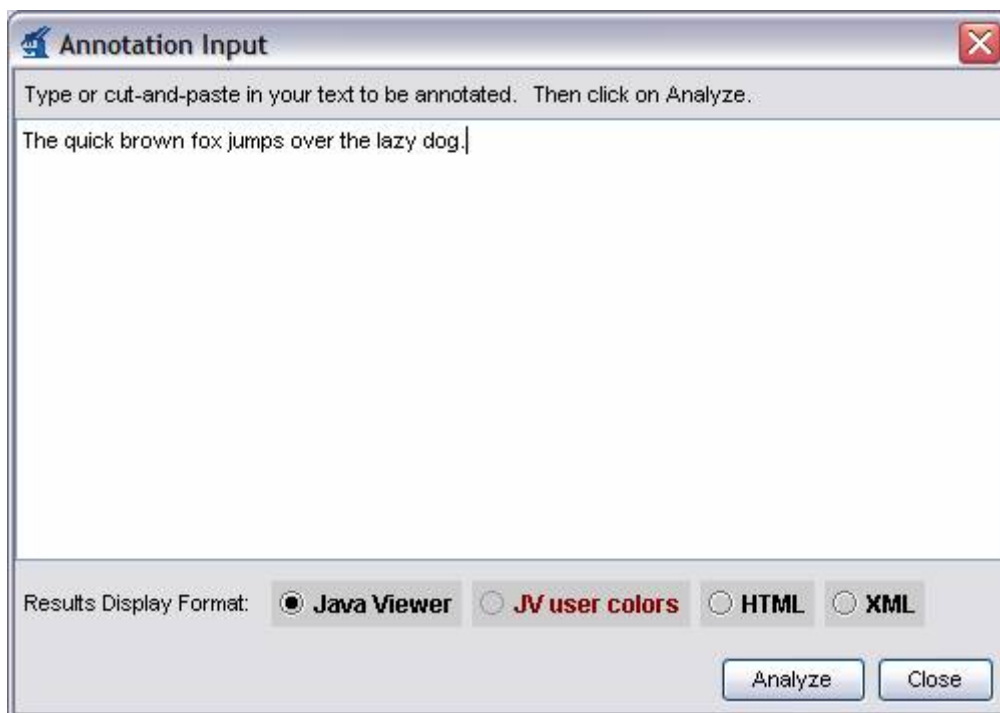 Annotation Input
Type or cut-and-paste in your text to be annotated. Then click on Analyze.
The quick brown fox jumps over the lazy dog.
Results Display Format: Java Viewer JV user colors HTML XML
Analyze Close